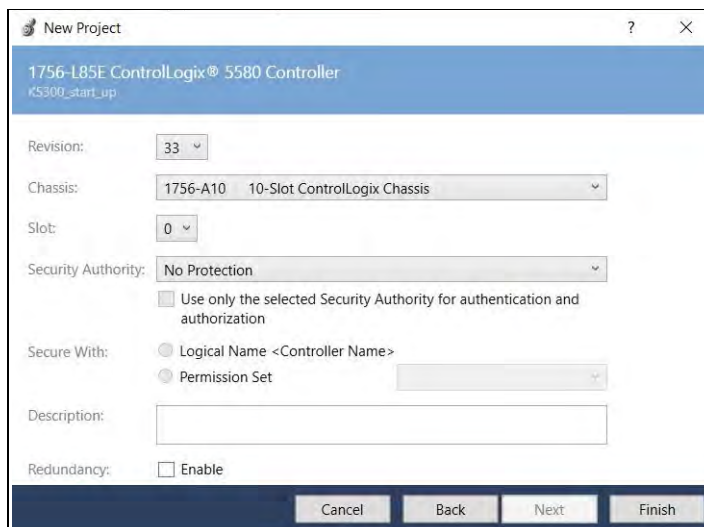 New Project
?
1756-L85E ControlLogix® 5580 Controller
K5300_start_up
Revision:
33
Chassis:
1756-A10 10-Slot ControlLogix Chassis
Slot:
0
Security Authority:
No Protection
Use only the selected Security Authority for authentication and
authorization
Secure With:
Logical Name <Controller Name>
Permission Set
Description:
Redundancy:
Enable
Cancel
Back
Next
Finish